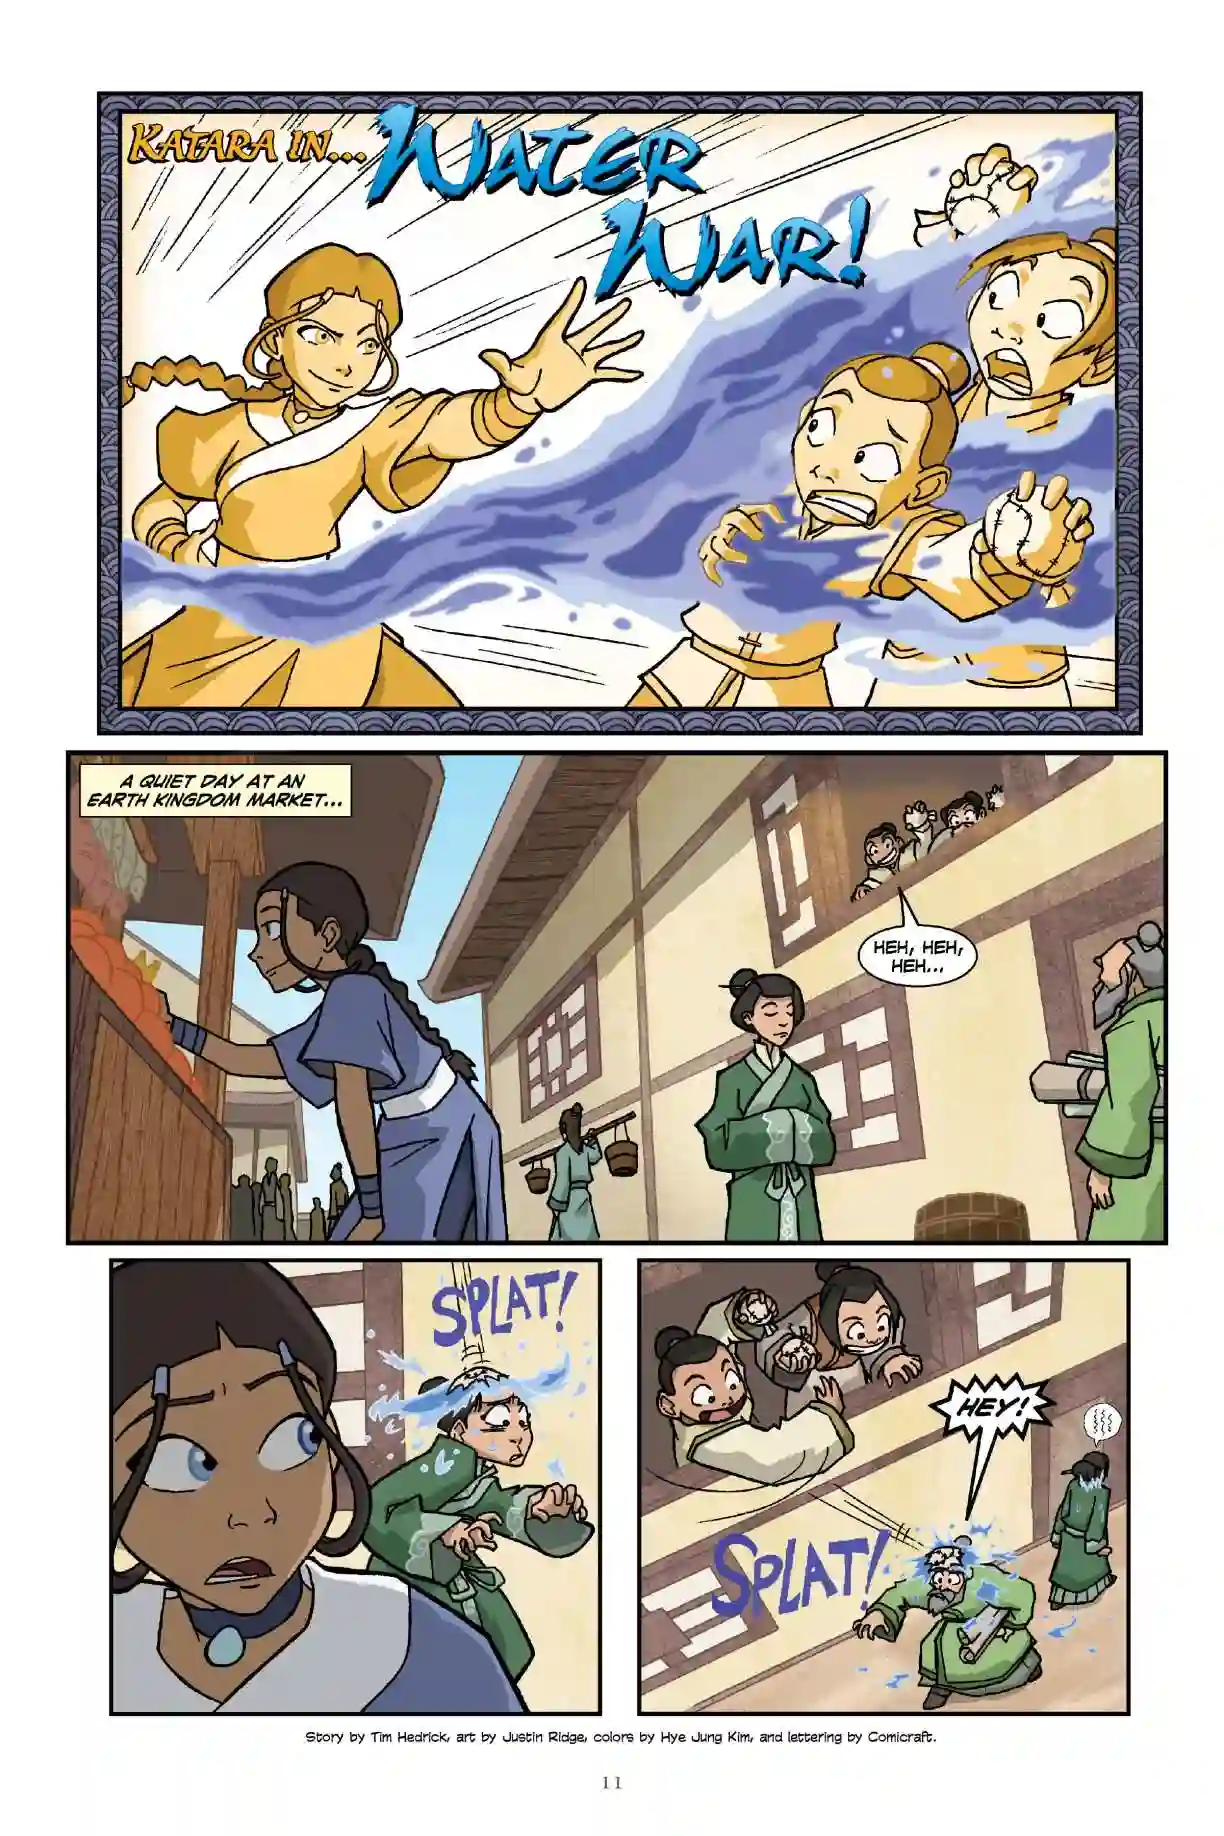 KATARA IN... WATER
WAR!
A QUIET DAY AT AN
EARTH KINGDOM MARKET...
HEH, HEH,
HEH...
SPLAT!
HEY!
SPLAT!
Story by Tim Hedrick, art by Justin Ridge, colors by Hye Jung Kim, and lettering by Comicraft.
11